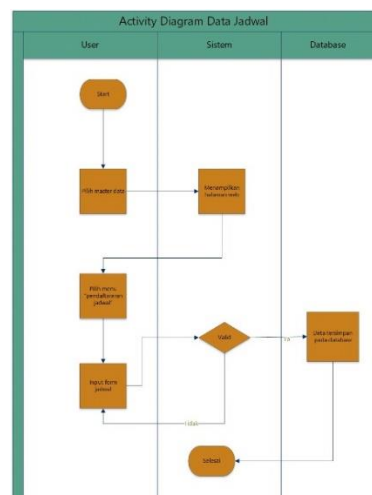 Activity Diagram Data Jadwal
User
Sistem
Database
Start
Pilih master data
Menampilkan
halaman web
Pilih menu
"pendaftaran
jadwal"
Input form
jadwal
Valid
Ya
Data tersimpan
pada database
Tidak
Selesai